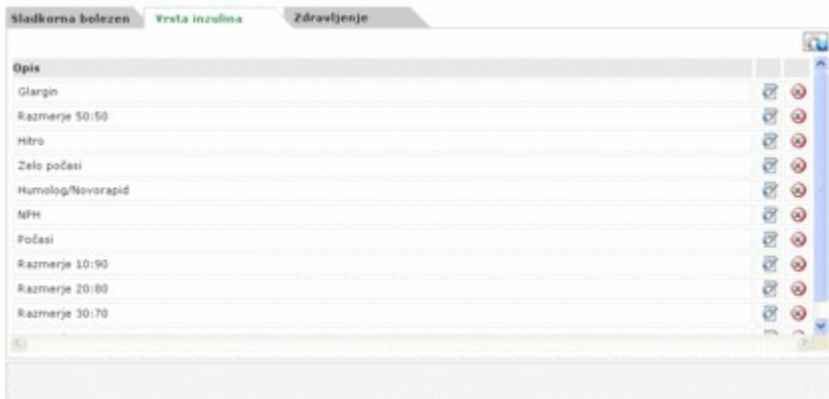 Sladkorna bolezen Vrsta inzulina Zdravljenje
Opis
Glargin
Razmerje 50:50
Hitro
Zelo počasi
Humolog/Novorapid
NPH
Počasi
Razmerje 10:90
Razmerje 20:80
Razmerje 30:70